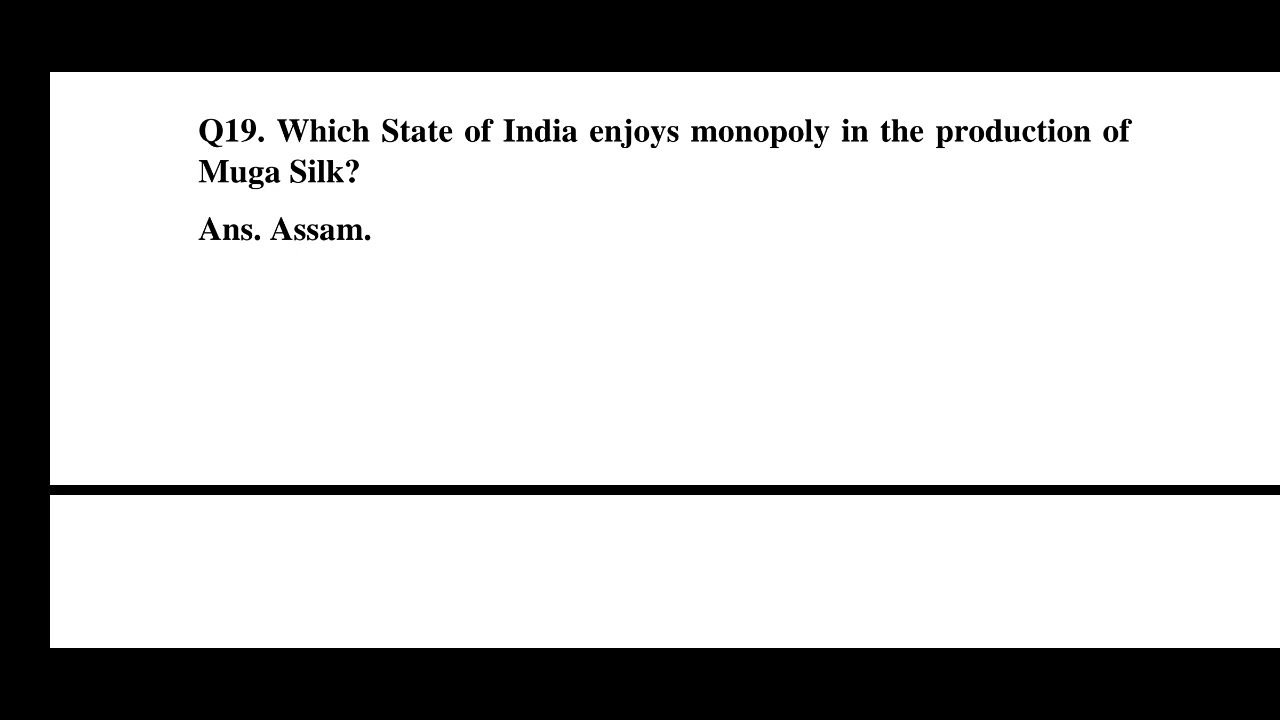 Q19. Which State of India enjoys monopoly in the production of
Muga Silk?
Ans. Assam.